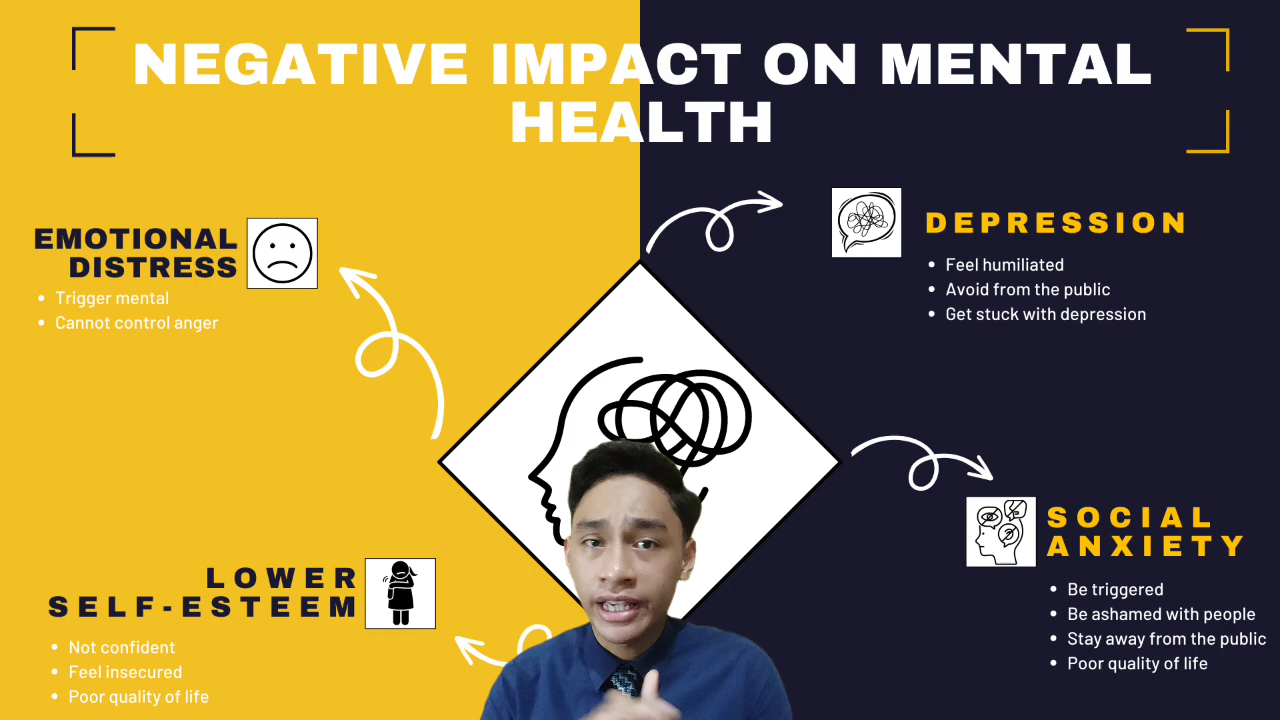 NEGATIVE IMPACT ON MENTAL
HEALTH
EMOTIONAL
DISTRESS
• Trigger mental
• Cannot control anger
DEPRESSION
• Feel humiliated
• Avoid from the public
• Get stuck with depression
LOWER
SELF-ESTEEM
• Not confident
• Feel insecured
• Poor quality of life
SOCIAL
ANXIETY
• Be triggered
• Be ashamed with people
• Stay away from the public
• Poor quality of life